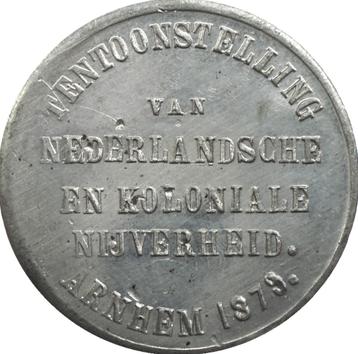 TENTOONSTELLING
VAN
NEDERLANDSCHE
EN KOLONIALE
NIJVERHEID.
ARNHEM 1879.